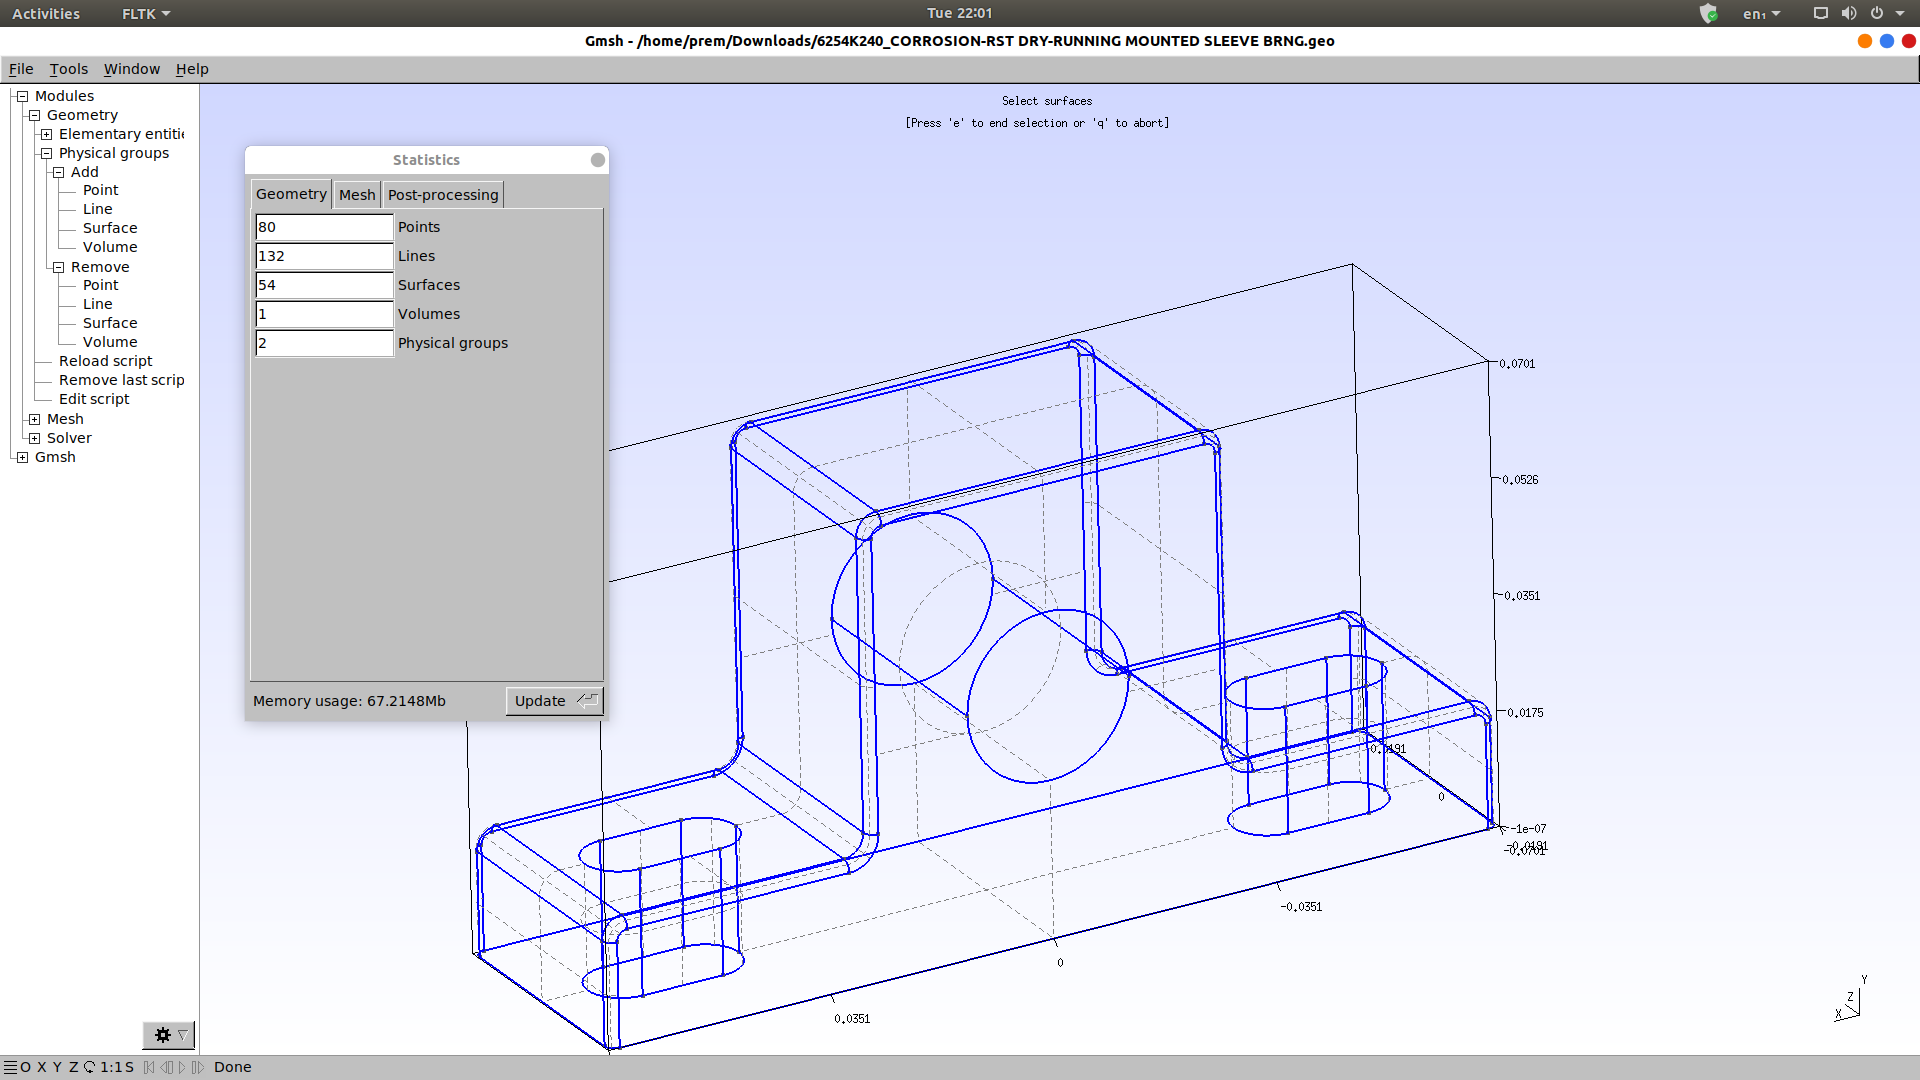 Activities FLTK Tue 22:01 en₁
Gmsh - /home/prem/Downloads/6254K240_CORROSION-RST DRY-RUNNING MOUNTED SLEEVE BRNG.geo
File Tools Window Help
Modules
Geometry
Elementary entitie
Physical groups
Add
Point
Line
Surface
Volume
Remove
Point
Line
Surface
Volume
Reload script
Remove last scrip
Edit script
Mesh
Solver
Gmsh
Select surfaces
[Press 'e' to end selection or 'q' to abort]
Statistics
Geometry Mesh Post-processing
80 Points
132 Lines
54 Surfaces
1 Volumes
2 Physical groups
Memory usage: 67.2148Mb Update
0.0701
0.0526
0.0351
0.0175
0.0191
0
-1e-07
-0.0191
-0.0701
-0.0351
0
0.0351
Y
Z
X
O X Y Z 1:1 S Done